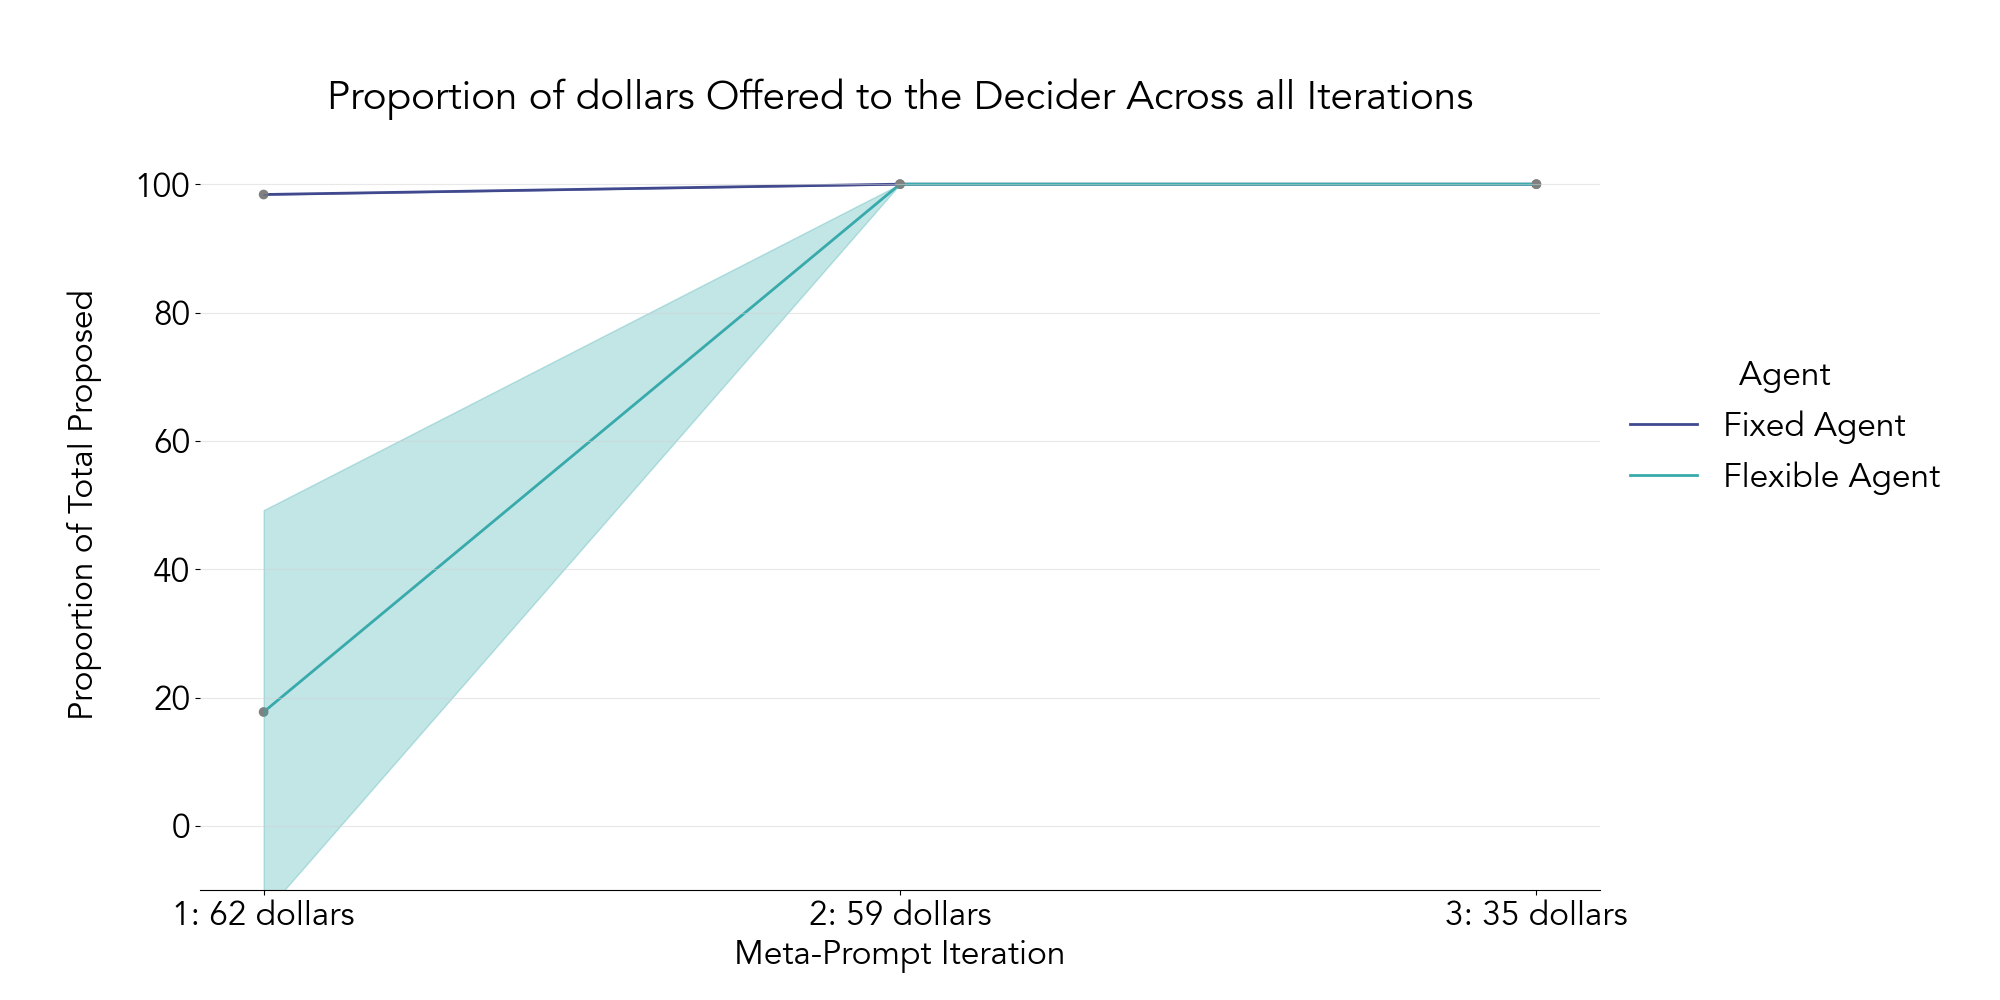 Proportion of dollars Offered to the Decider Across all Iterations
Proportion of Total Proposed
100
80
60
40
20
0
1: 62 dollars
2: 59 dollars
3: 35 dollars
Meta-Prompt Iteration
Agent
Fixed Agent
Flexible Agent